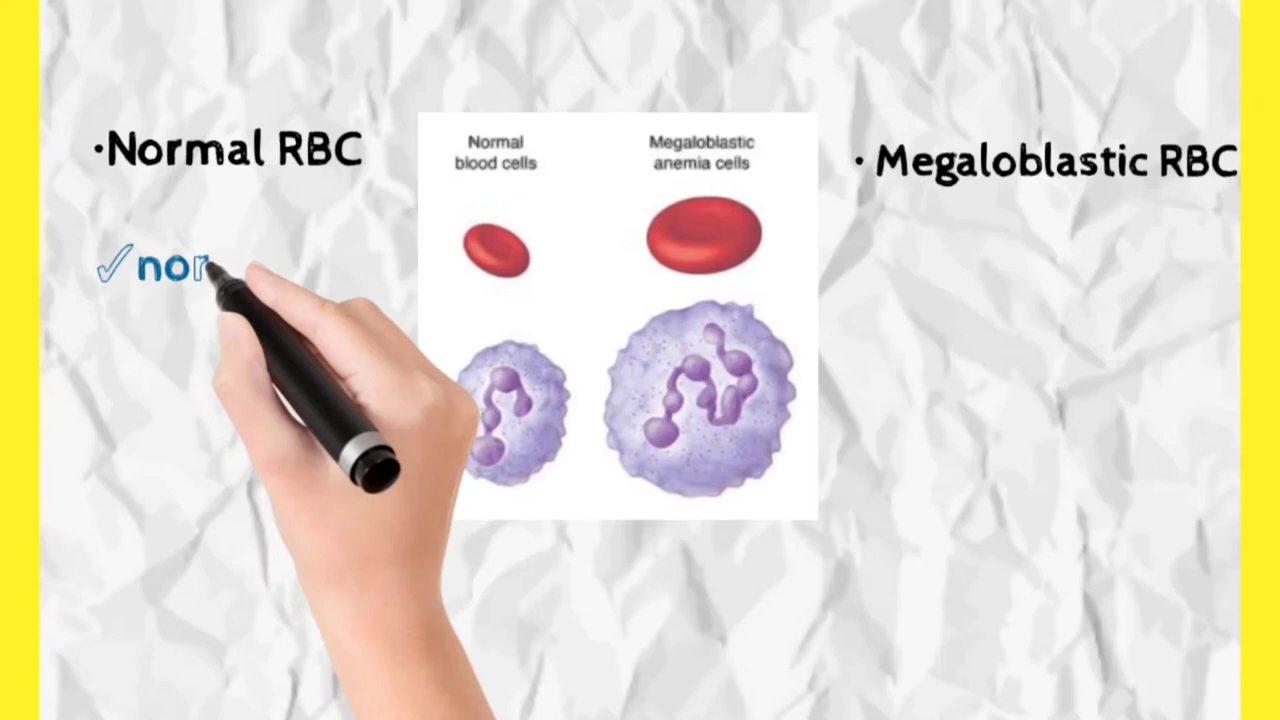 ·Normal RBC
✓nor
Normal
blood cells
Megaloblastic
anemia cells
· Megaloblastic RBC